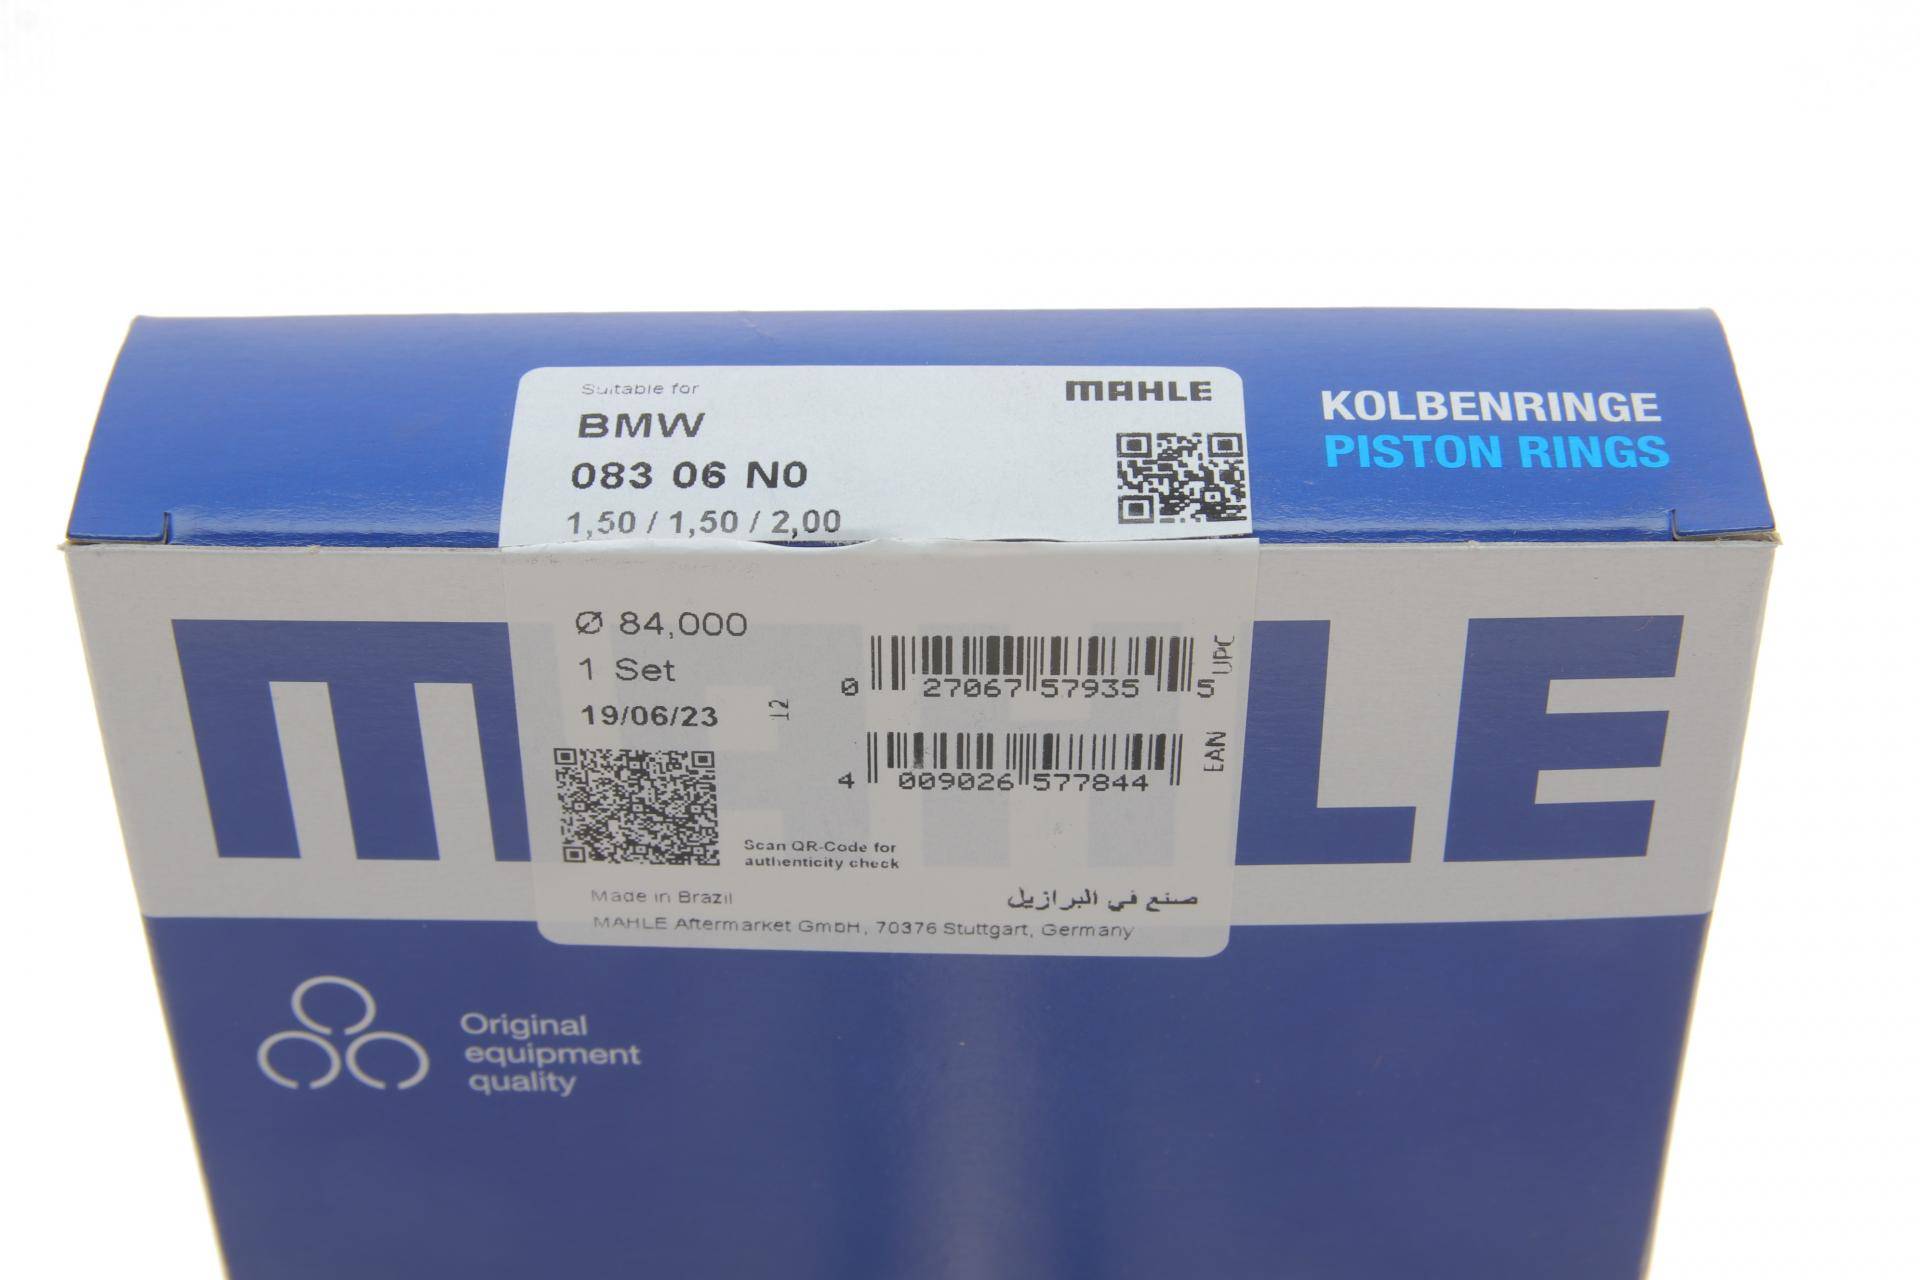 Suitable for
MAHLE
BMW
083 06 N0
1,50 / 1,50 / 2,00
KOLBENRINGE
PISTON RINGS
MAHLE
Ø 84,000
1 Set
19/06/23
12
0 27067 57935 5
UPC
4 009026 577844
EAN
Scan QR-Code for
authenticity check
Made in Brazil
صنع في البرازيل
MAHLE Aftermarket GmbH, 70376 Stuttgart, Germany
Original
equipment
quality